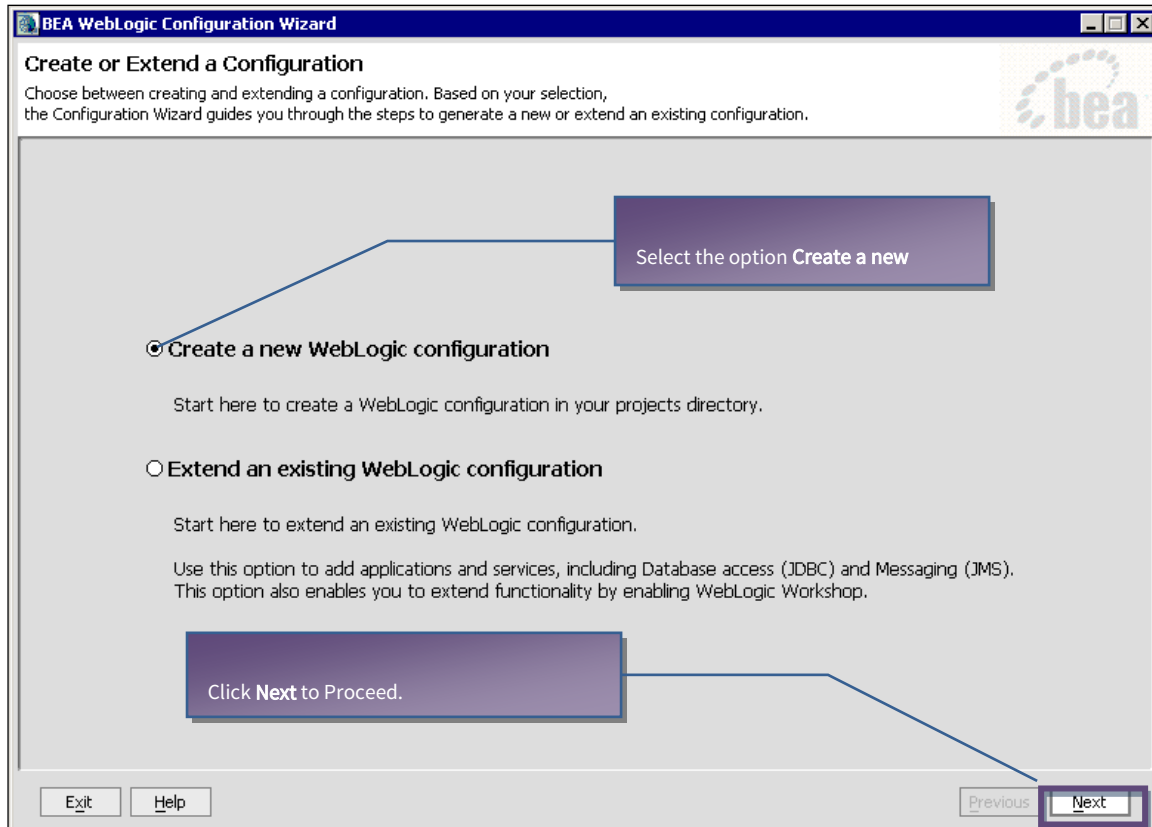 BEA WebLogic Configuration Wizard
Create or Extend a Configuration
Choose between creating and extending a configuration. Based on your selection,
the Configuration Wizard guides you through the steps to generate a new or extend an existing configuration.
bea
Select the option Create a new
Create a new WebLogic configuration
Start here to create a WebLogic configuration in your projects directory.
Extend an existing WebLogic configuration
Start here to extend an existing WebLogic configuration.
Use this option to add applications and services, including Database access (JDBC) and Messaging (JMS).
This option also enables you to extend functionality by enabling WebLogic Workshop.
Click Next to Proceed.
Exit Help Previous Next